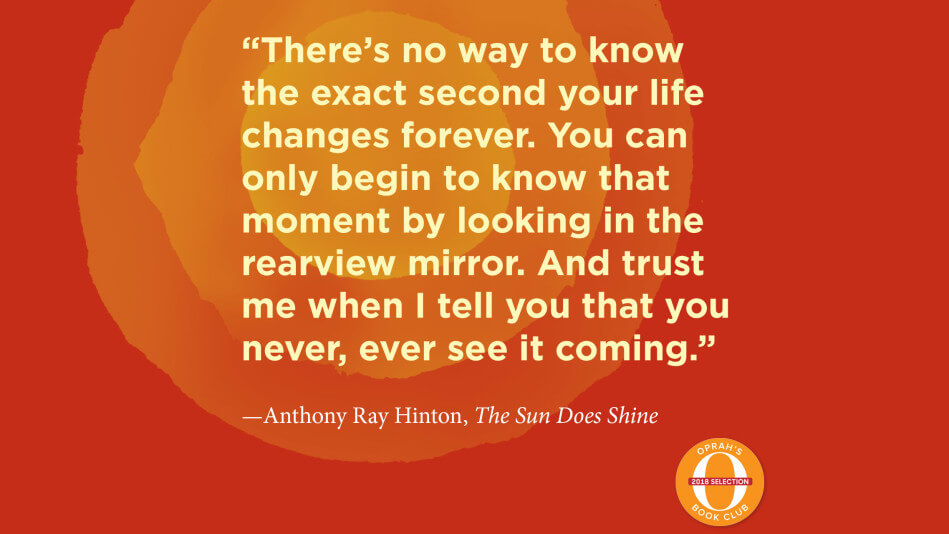 “There’s no way to know
the exact second your life
changes forever. You can
only begin to know that
moment by looking in the
rearview mirror. And trust
me when I tell you that you
never, ever see it coming.”
—Anthony Ray Hinton, The Sun Does Shine
OPRAH'S
2018 SELECTION
BOOK CLUB